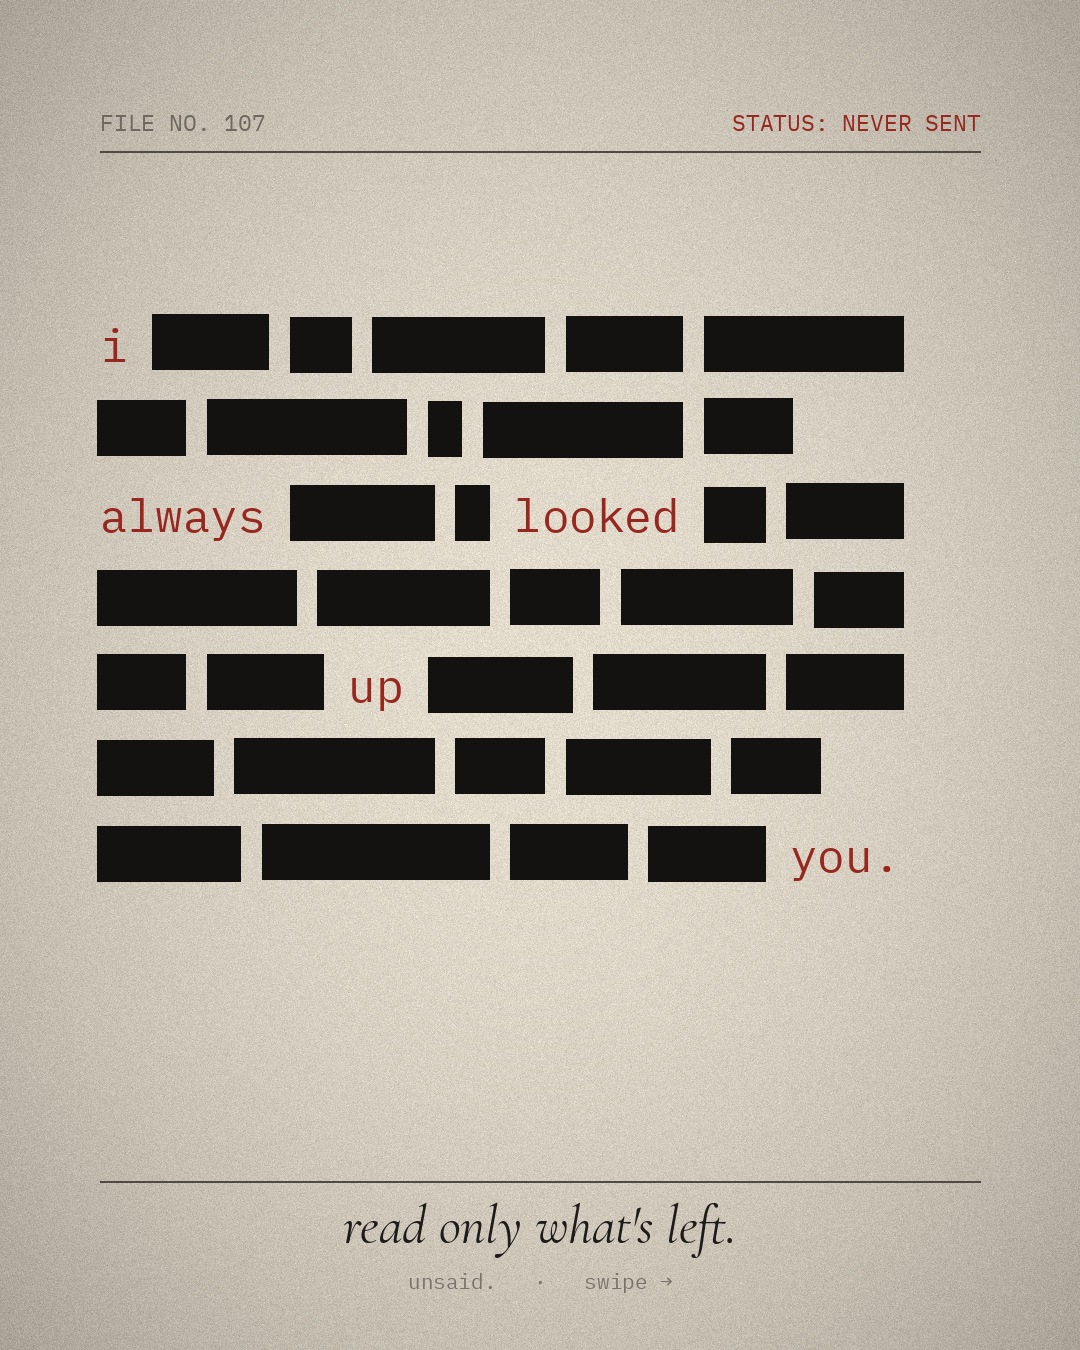 FILE NO. 107 STATUS: NEVER SENT
i
always looked
up
you.
read only what's left.
unsaid. · swipe →